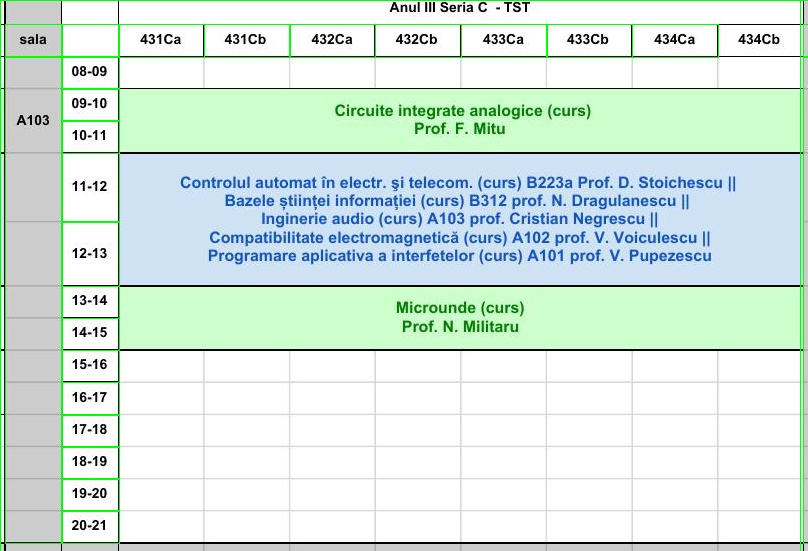 Anul III Seria C - TST
sala 431Ca 431Cb 432Ca 432Cb 433Ca 433Cb 434Ca 434Cb
08-09
A103
09-10
10-11
Circuite integrate analogice (curs)
Prof. F. Mitu
11-12
12-13
Controlul automat în electr. şi telecom. (curs) B223a Prof. D. Stoichescu ||
Bazele științei informației (curs) B312 prof. N. Dragulanescu ||
Inginerie audio (curs) A103 prof. Cristian Negrescu ||
Compatibilitate electromagnetică (curs) A102 prof. V. Voiculescu ||
Programare aplicativa a interfetelor (curs) A101 prof. V. Pupezescu
13-14
14-15
Microunde (curs)
Prof. N. Militaru
15-16
16-17
17-18
18-19
19-20
20-21